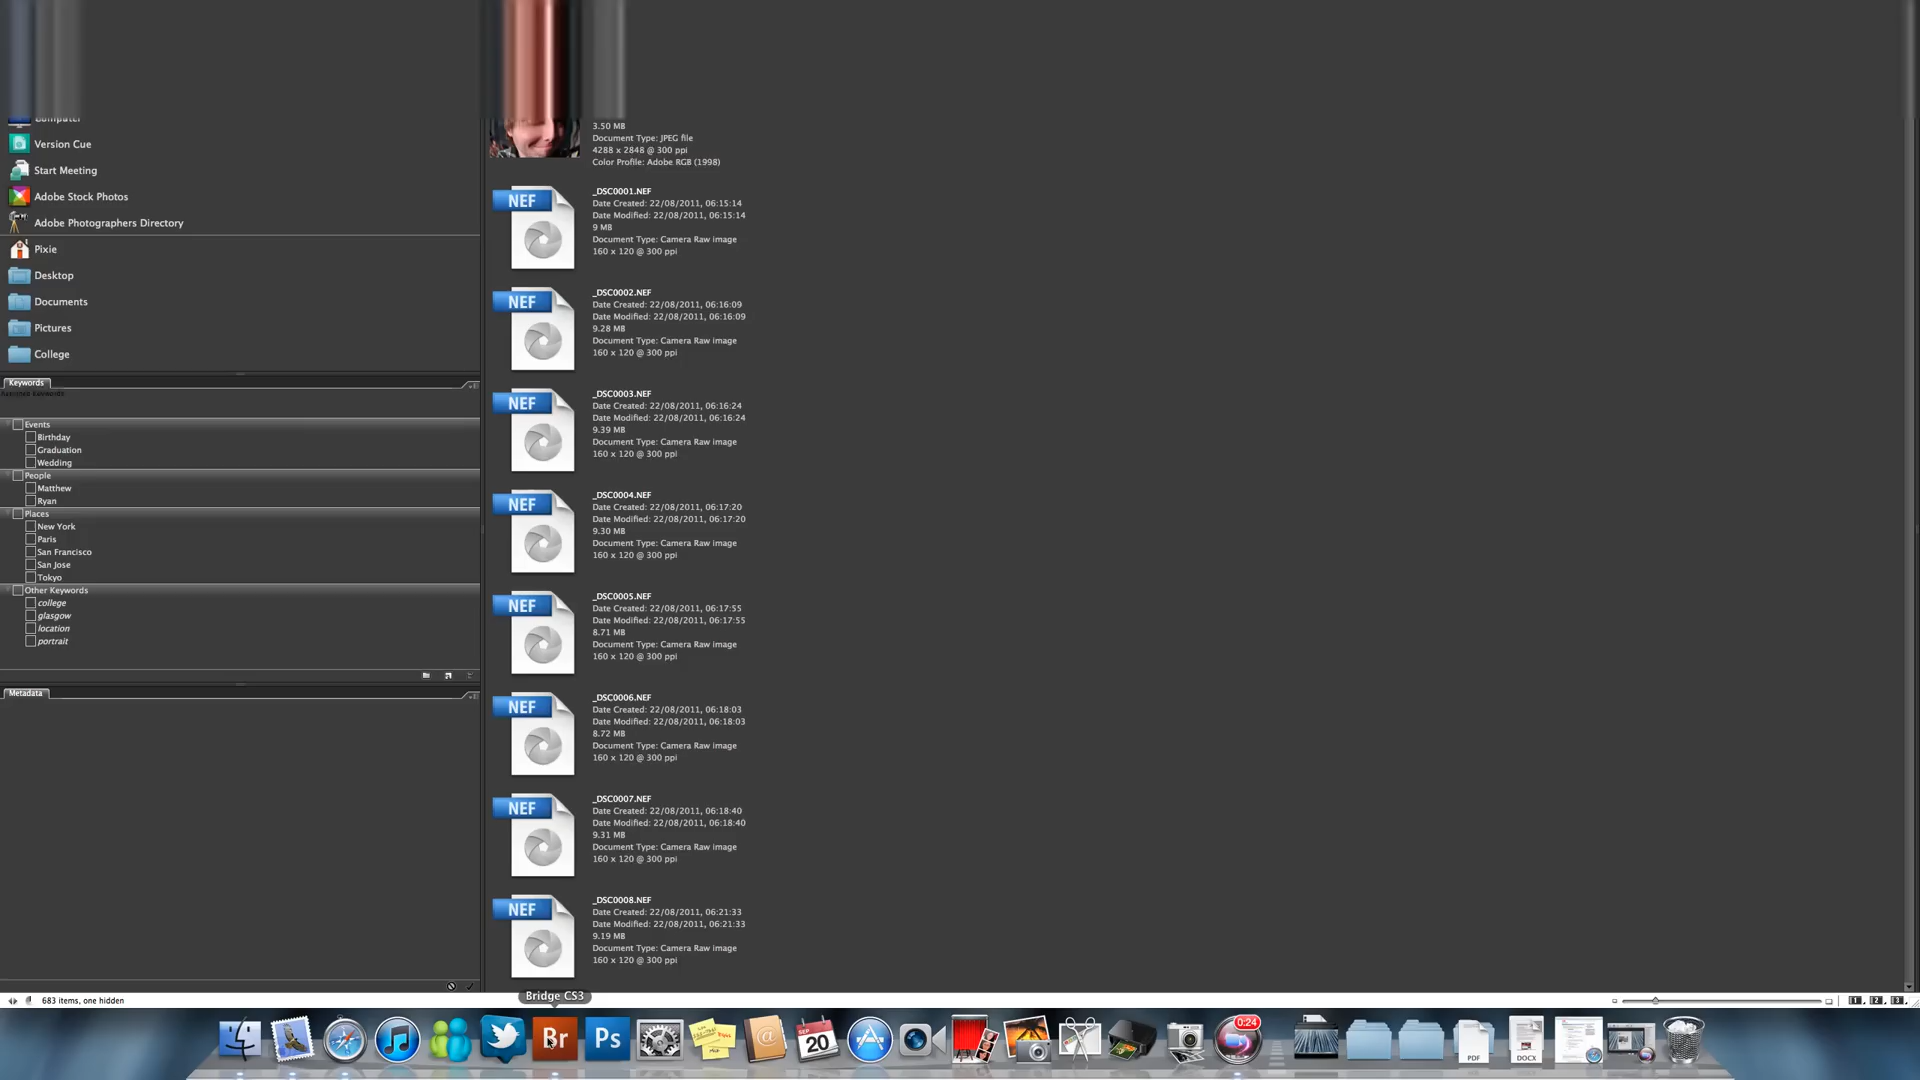 Computer
Version Cue
Start Meeting
Adobe Stock Photos
Adobe Photographers Directory
Pixie
Desktop
Documents
Pictures
College
Keywords
Events
Birthday
Graduation
Wedding
People
Matthew
Ryan
Places
New York
Paris
San Francisco
San Jose
Tokyo
Other Keywords
college
glasgow
location
portrait
Metadata
3.50 MB
Document Type: JPEG file
4288 x 2848 @ 300 ppi
Color Profile: Adobe RGB (1998)
NEF
_DSC0001.NEF
Date Created: 22/08/2011, 06:15:14
Date Modified: 22/08/2011, 06:15:14
9 MB
Document Type: Camera Raw image
160 x 120 @ 300 ppi
NEF
_DSC0002.NEF
Date Created: 22/08/2011, 06:16:09
Date Modified: 22/08/2011, 06:16:09
9.28 MB
Document Type: Camera Raw image
160 x 120 @ 300 ppi
NEF
_DSC0003.NEF
Date Created: 22/08/2011, 06:16:24
Date Modified: 22/08/2011, 06:16:24
9.39 MB
Document Type: Camera Raw image
160 x 120 @ 300 ppi
NEF
_DSC0004.NEF
Date Created: 22/08/2011, 06:17:20
Date Modified: 22/08/2011, 06:17:20
9.30 MB
Document Type: Camera Raw image
160 x 120 @ 300 ppi
NEF
_DSC0005.NEF
Date Created: 22/08/2011, 06:17:55
Date Modified: 22/08/2011, 06:17:55
8.71 MB
Document Type: Camera Raw image
160 x 120 @ 300 ppi
NEF
_DSC0006.NEF
Date Created: 22/08/2011, 06:18:03
Date Modified: 22/08/2011, 06:18:03
8.72 MB
Document Type: Camera Raw image
160 x 120 @ 300 ppi
NEF
_DSC0007.NEF
Date Created: 22/08/2011, 06:18:40
Date Modified: 22/08/2011, 06:18:40
9.31 MB
Document Type: Camera Raw image
160 x 120 @ 300 ppi
NEF
_DSC0008.NEF
Date Created: 22/08/2011, 06:21:33
Date Modified: 22/08/2011, 06:21:33
9.19 MB
Document Type: Camera Raw image
160 x 120 @ 300 ppi
683 items, one hidden
1 2 3
Bridge CS3
Br
Ps
SEP
20
0:24
PDF
DOCX